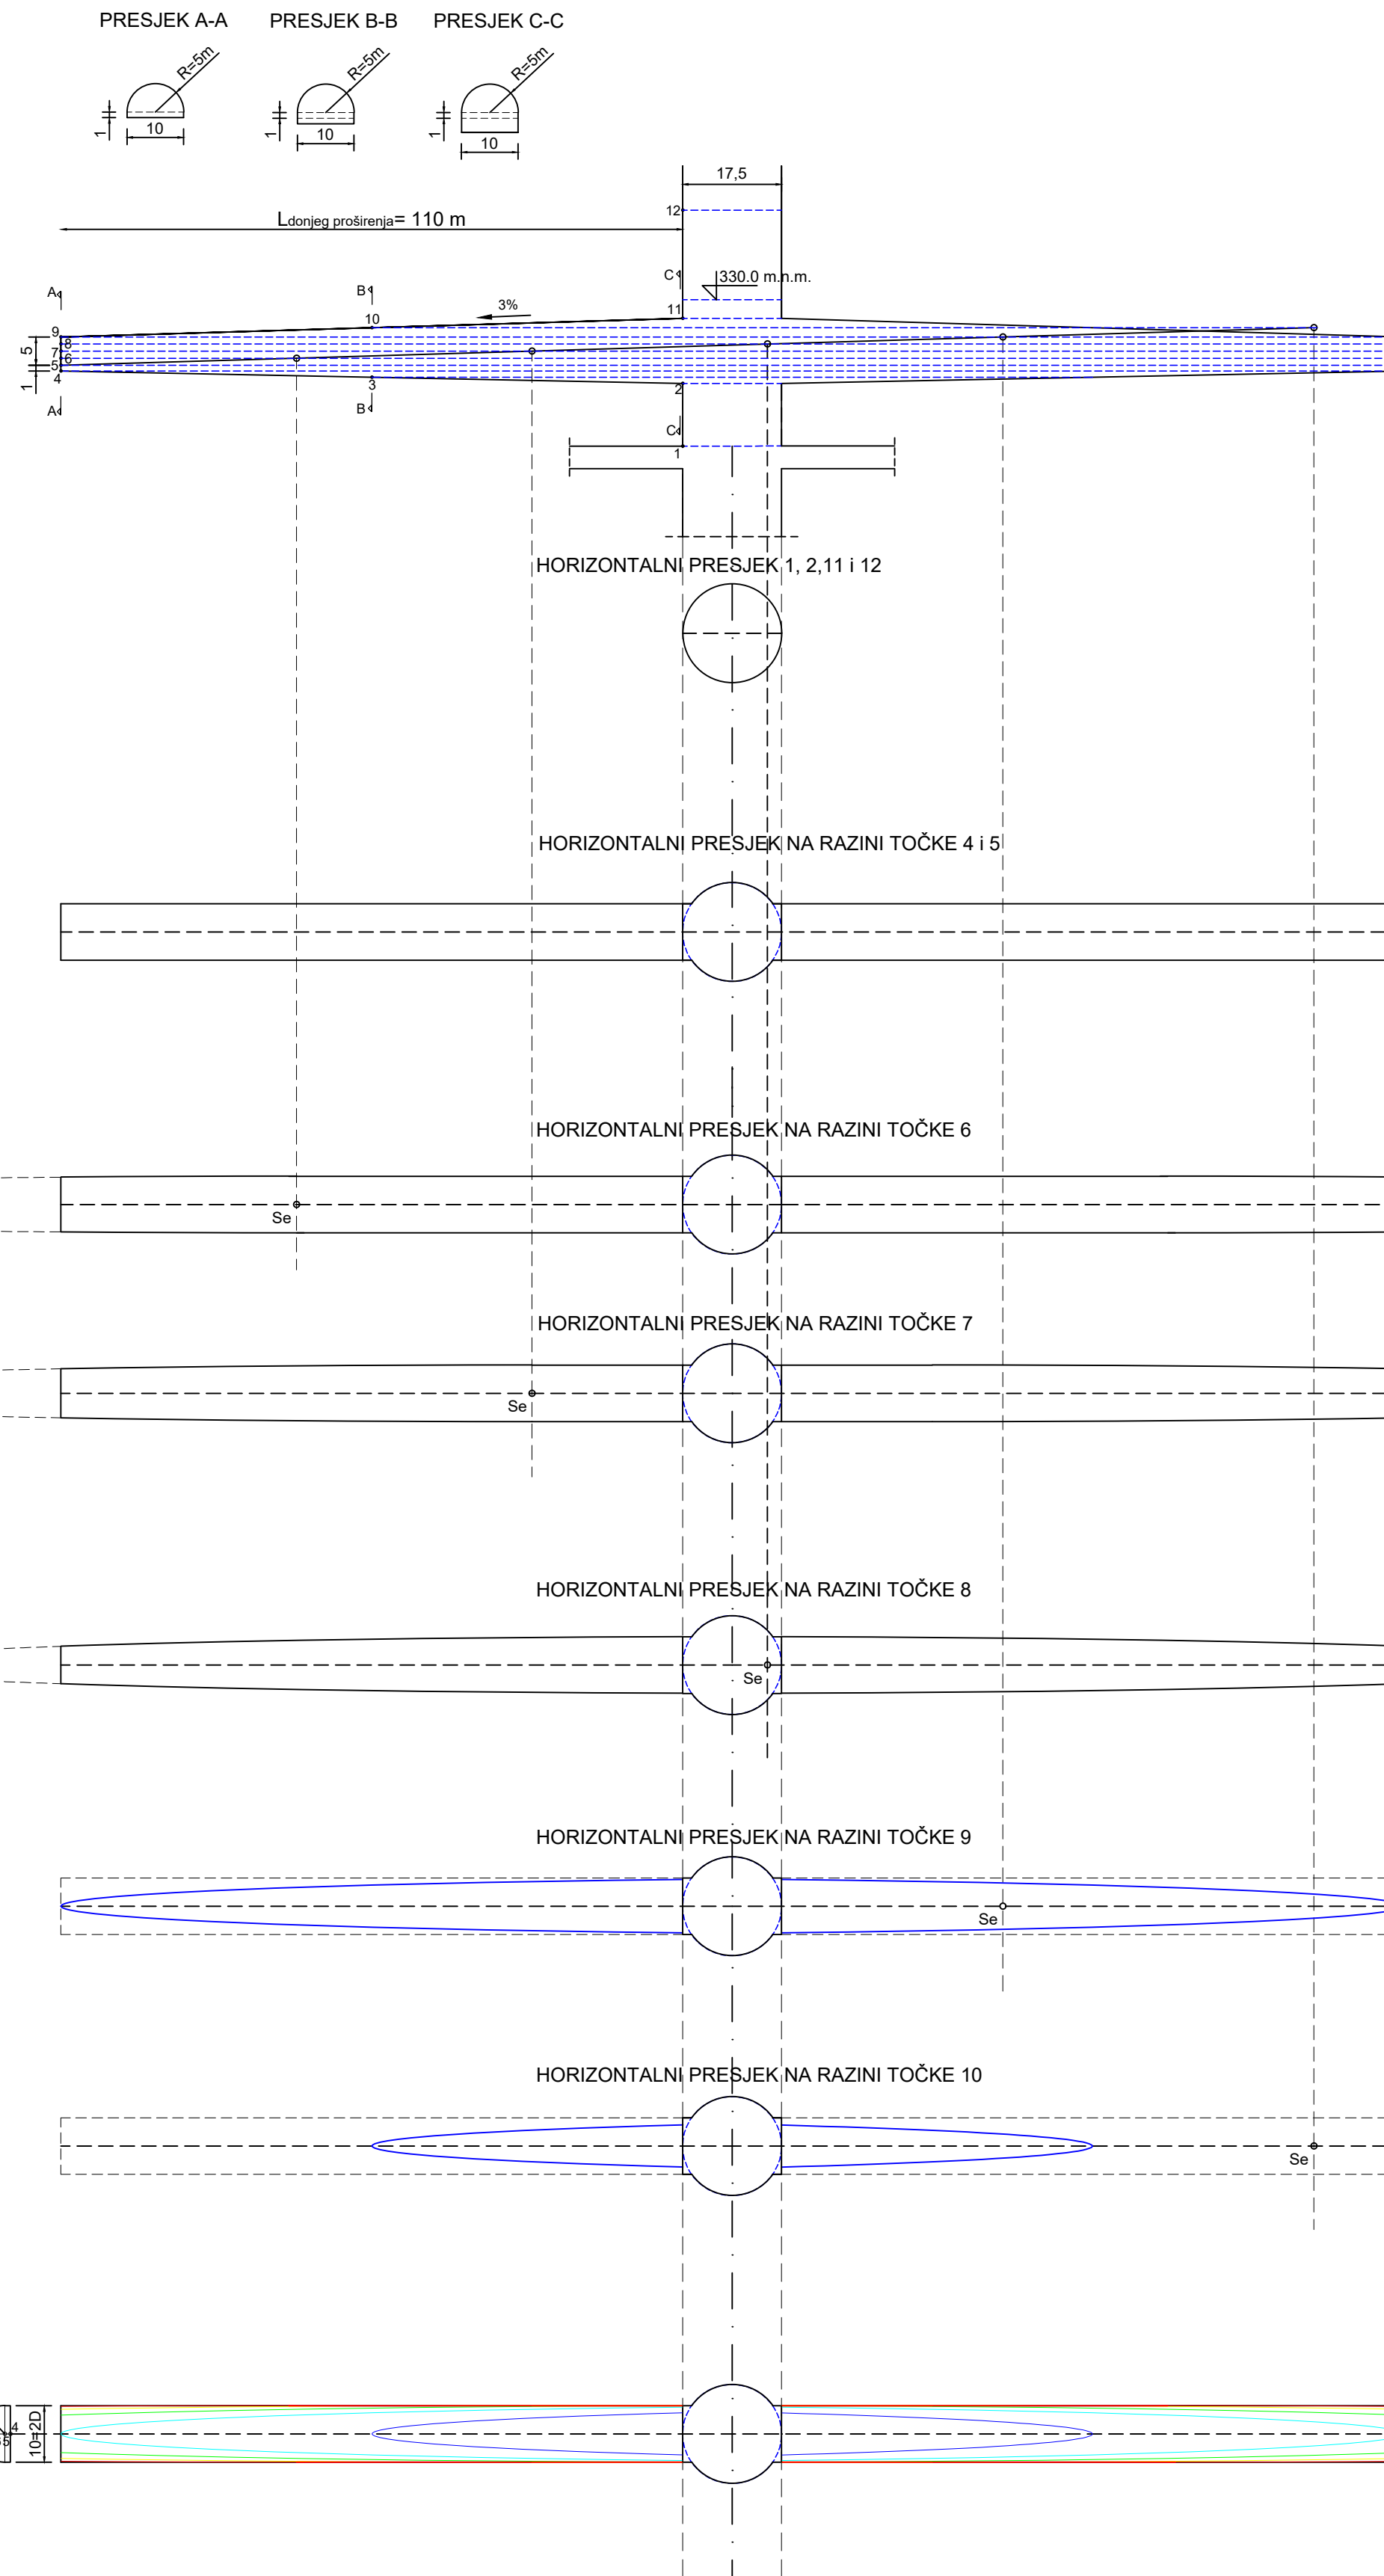 PRESJEK A-A PRESJEK B-B PRESJEK C-C
R=5m R=5m R=5m
1 10 1 10 1 10
17,5
12
Ldonjeg proširenja= 110 m
C 330.0 m.n.m.
A B
3%
11
10
9
8
7
6
5
4
5
1
3
2
A B
C
1
HORIZONTALNI PRESJEK 1, 2,11 i 12
HORIZONTALNI PRESJEK NA RAZINI TOČKE 4 i 5
HORIZONTALNI PRESJEK NA RAZINI TOČKE 6
Se
HORIZONTALNI PRESJEK NA RAZINI TOČKE 7
Se
HORIZONTALNI PRESJEK NA RAZINI TOČKE 8
Se
HORIZONTALNI PRESJEK NA RAZINI TOČKE 9
Se
HORIZONTALNI PRESJEK NA RAZINI TOČKE 10
Se
4
5
10=2D